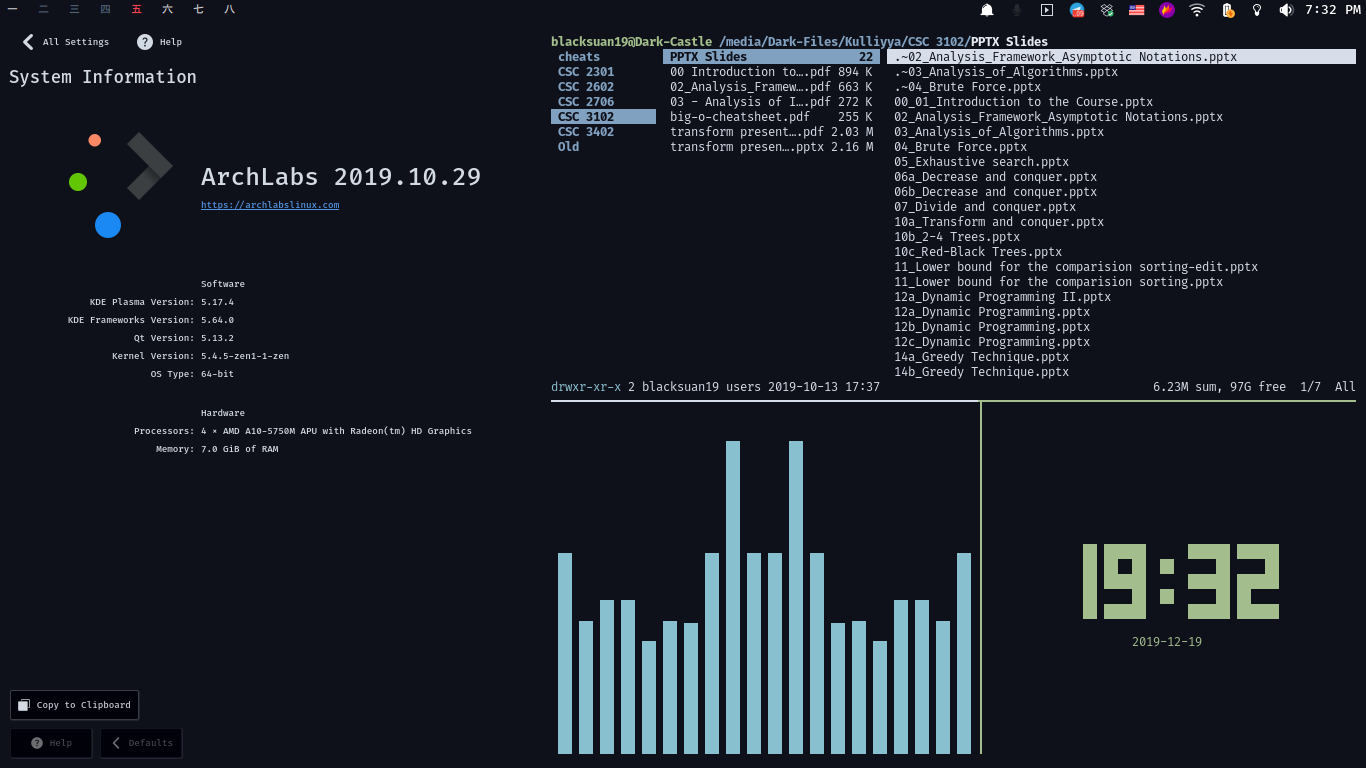 一 二 三 四 五 六 七 八
7:32 PM
All Settings Help
System Information
ArchLabs 2019.10.29
https://archlabslinux.com
Software
KDE Plasma Version: 5.17.4
KDE Frameworks Version: 5.64.0
Qt Version: 5.13.2
Kernel Version: 5.4.5-zen1-1-zen
OS Type: 64-bit
Hardware
Processors: 4 × AMD A10-5750M APU with Radeon(tm) HD Graphics
Memory: 7.0 GiB of RAM
Copy to Clipboard
Help Defaults
blacksuan19@Dark-Castle /media/Dark-Files/Kulliyya/CSC 3102/PPTX Slides
cheats
CSC 2301
CSC 2602
CSC 2706
CSC 3102
CSC 3402
Old
PPTX Slides 22
00 Introduction to….pdf 894 K
02_Analysis_Framew….pdf 663 K
03 - Analysis of I….pdf 272 K
big-o-cheatsheet.pdf 255 K
transform present….pdf 2.03 M
transform presen….pptx 2.16 M
.~02_Analysis_Framework_Asymptotic Notations.pptx
.~03_Analysis_of_Algorithms.pptx
.~04_Brute Force.pptx
00_01_Introduction to the Course.pptx
02_Analysis_Framework_Asymptotic Notations.pptx
03_Analysis_of_Algorithms.pptx
04_Brute Force.pptx
05_Exhaustive search.pptx
06a_Decrease and conquer.pptx
06b_Decrease and conquer.pptx
07_Divide and conquer.pptx
10a_Transform and conquer.pptx
10b_2-4 Trees.pptx
10c_Red-Black Trees.pptx
11_Lower bound for the comparision sorting-edit.pptx
11_Lower bound for the comparision sorting.pptx
12a_Dynamic Programming II.pptx
12a_Dynamic Programming.pptx
12b_Dynamic Programming.pptx
12c_Dynamic Programming.pptx
14a_Greedy Technique.pptx
14b_Greedy Technique.pptx
drwxr-xr-x 2 blacksuan19 users 2019-10-13 17:37 6.23M sum, 97G free 1/7 All
19:32
2019-12-19